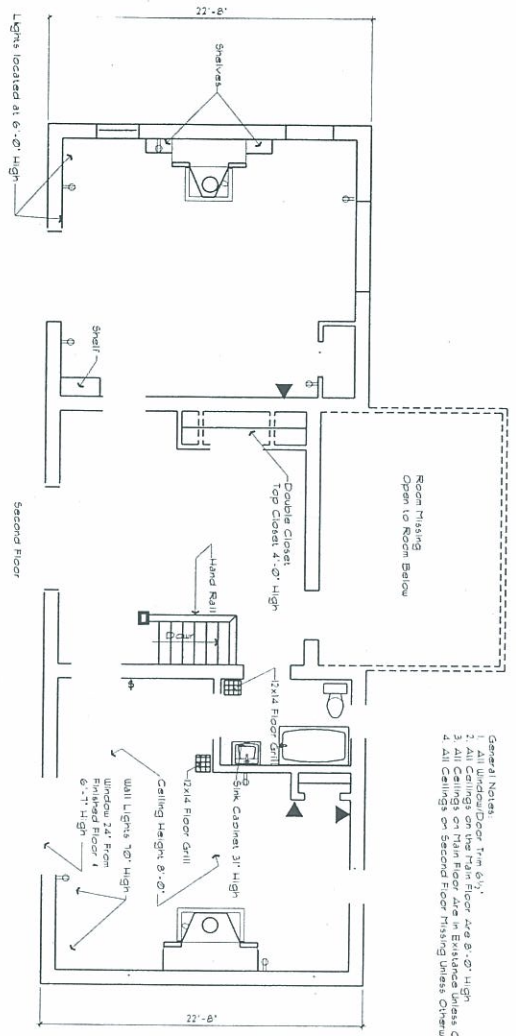 General Notes:
1. All Window/Door Trim 6½"
2. All Ceilings on the Main Floor Are 8'-0" High
3. All Ceilings on Main Floor Are In Existance Unless
4. All Ceilings on Second Floor Missing Unless
Room Missing
Open to Room Below
22'-8"
Shelves
Lights located at 6'-0" High
Shelf
Double Closet
Top Closet 4'-0" High
Hand Rail
12x14 Floor Grill
Sink Cabinet 31" High
12x14 Floor Grill
Ceiling Height 8'-0"
Wall Lights 70" High
Window 24" From
Finished Floor &
6'-7" High
22'-8"
Second Floor